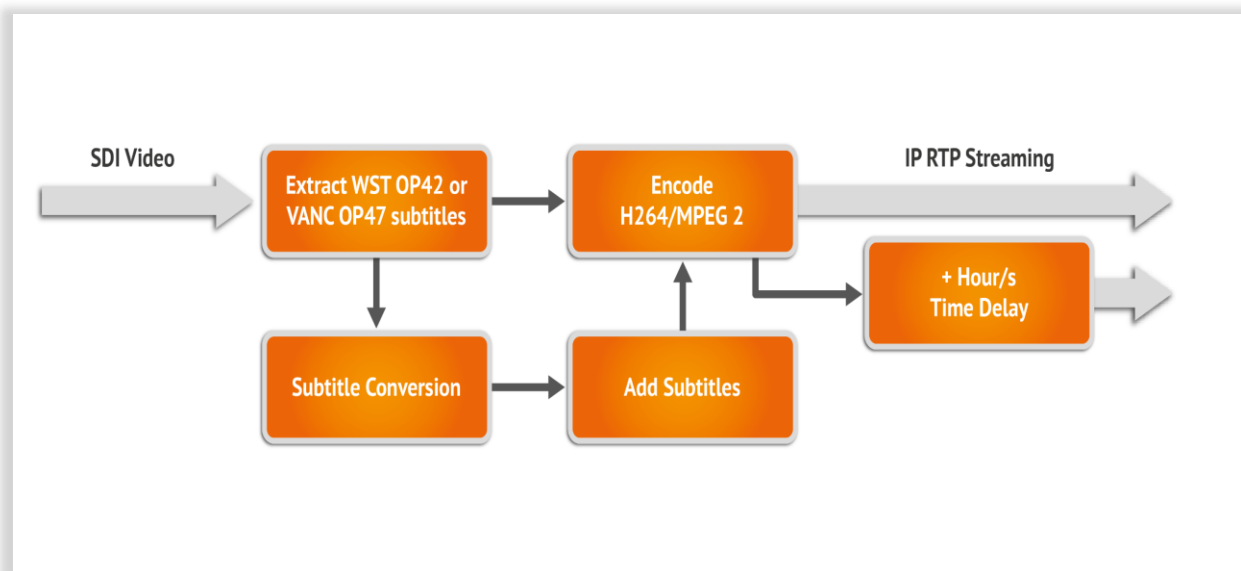 SDI Video
Extract WST OP42 or
VANC OP47 subtitles
Encode
H264/MPEG 2
IP RTP Streaming
+ Hour/s
Time Delay
Subtitle Conversion
Add Subtitles